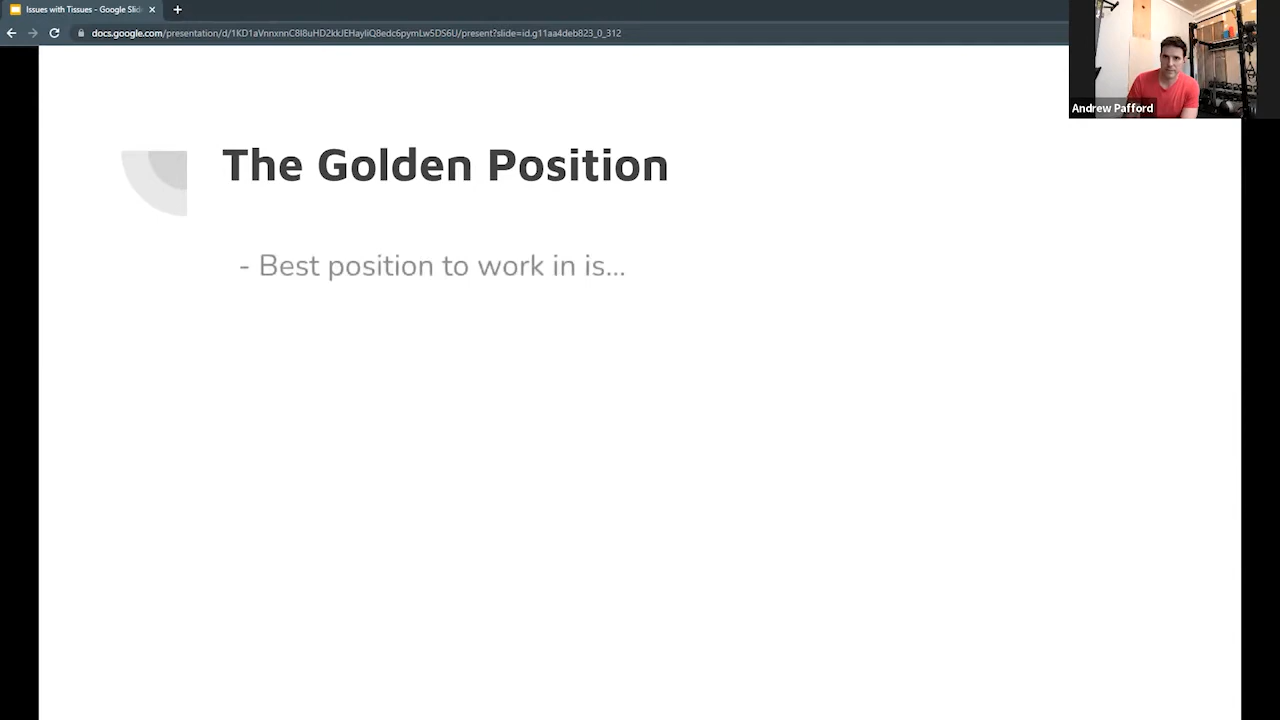 Issues with Tissues - Google Slid
docs.google.com/presentation/d/1KD1aVnnxnnC8I8uHD2kkJEHayliQ8edc6pymLw5DS6U/present?slide=id.g11aa4deb823_0_312
Andrew Pafford
The Golden Position
- Best position to work in is...